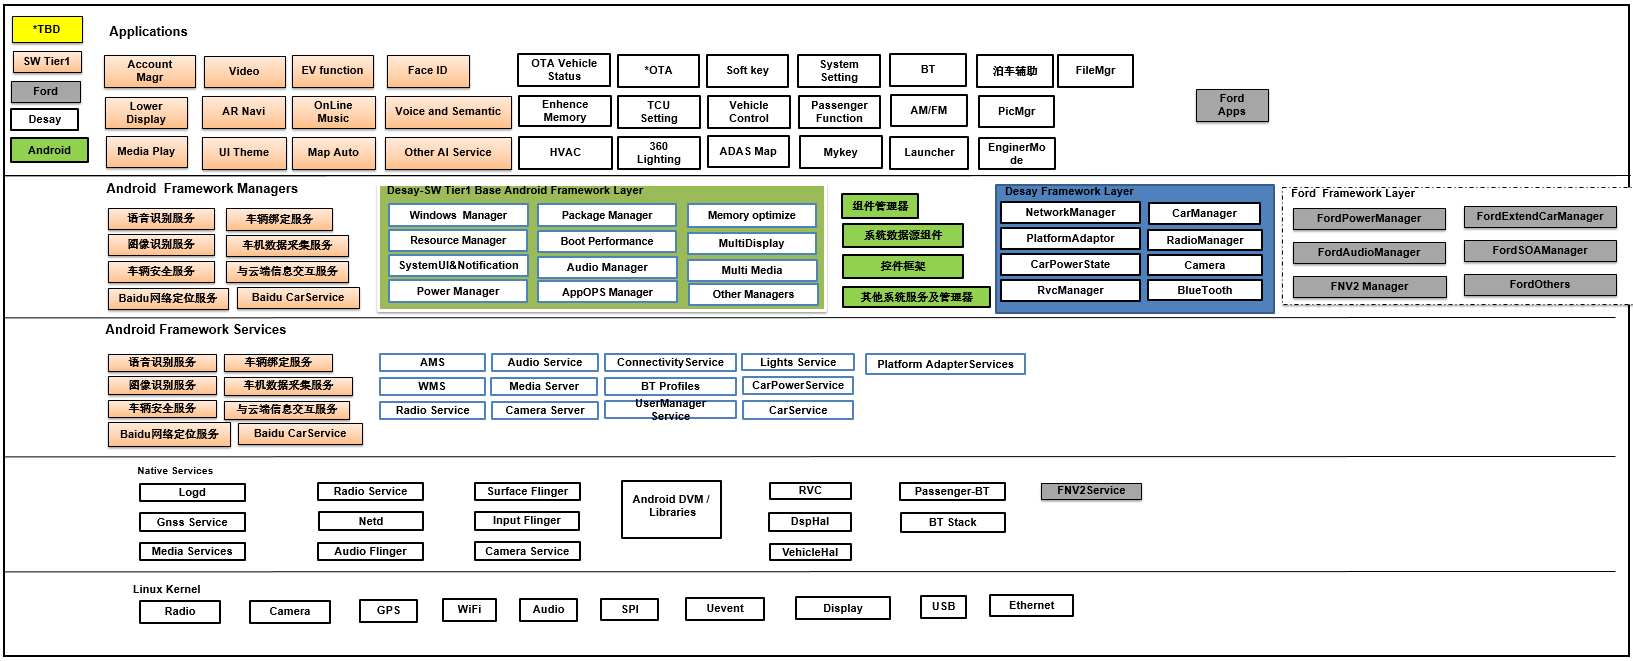 *TBD
SW Tier1
Ford
Desay
Android
Applications
Account
Magr
Video
EV function
Face ID
OTA Vehicle
Status
*OTA
Soft key
System
Setting
BT
泊车辅助
FileMgr
Lower
Display
AR Navi
OnLine
Music
Voice and Semantic
Enhence
Memory
TCU
Setting
Vehicle
Control
Passenger
Function
AM/FM
PicMgr
Ford
Apps
Media Play
UI Theme
Map Auto
Other AI Service
HVAC
360
Lighting
ADAS Map
Mykey
Launcher
EnginerMo
de
Android  Framework Managers
语音识别服务
车辆绑定服务
图像识别服务
车机数据采集服务
车辆安全服务
与云端信息交互服务
Baidu网络定位服务
Baidu CarService
Desay-SW Tier1 Base Android Framework Layer
Windows  Manager
Package Manager
Memory optimize
Resource Manager
Boot Performance
MultiDisplay
SystemUI&Notification
Audio Manager
Multi Media
Power Manager
AppOPS Manager
Other Managers
组件管理器
系统数据源组件
控件框架
其他系统服务及管理器
Desay Framework Layer
NetworkManager
CarManager
PlatformAdaptor
RadioManager
CarPowerState
Camera
RvcManager
BlueTooth
Ford  Framework Layer
FordPowerManager
FordExtendCarManager
FordAudioManager
FordSOAManager
FNV2 Manager
FordOthers
Android Framework Services
语音识别服务
车辆绑定服务
图像识别服务
车机数据采集服务
车辆安全服务
与云端信息交互服务
Baidu网络定位服务
Baidu CarService
AMS
Audio Service
ConnectivityService
Lights Service
Platform AdapterServices
WMS
Media Server
BT Profiles
CarPowerService
Radio Service
Camera Server
UserManager
Service
CarService
Native Services
Logd
Radio Service
Surface Flinger
Android DVM /
Libraries
RVC
Passenger-BT
FNV2Service
Gnss Service
Netd
Input Flinger
DspHal
BT Stack
Media Services
Audio Flinger
Camera Service
VehicleHal
Linux Kernel
Radio
Camera
GPS
WiFi
Audio
SPI
Uevent
Display
USB
Ethernet